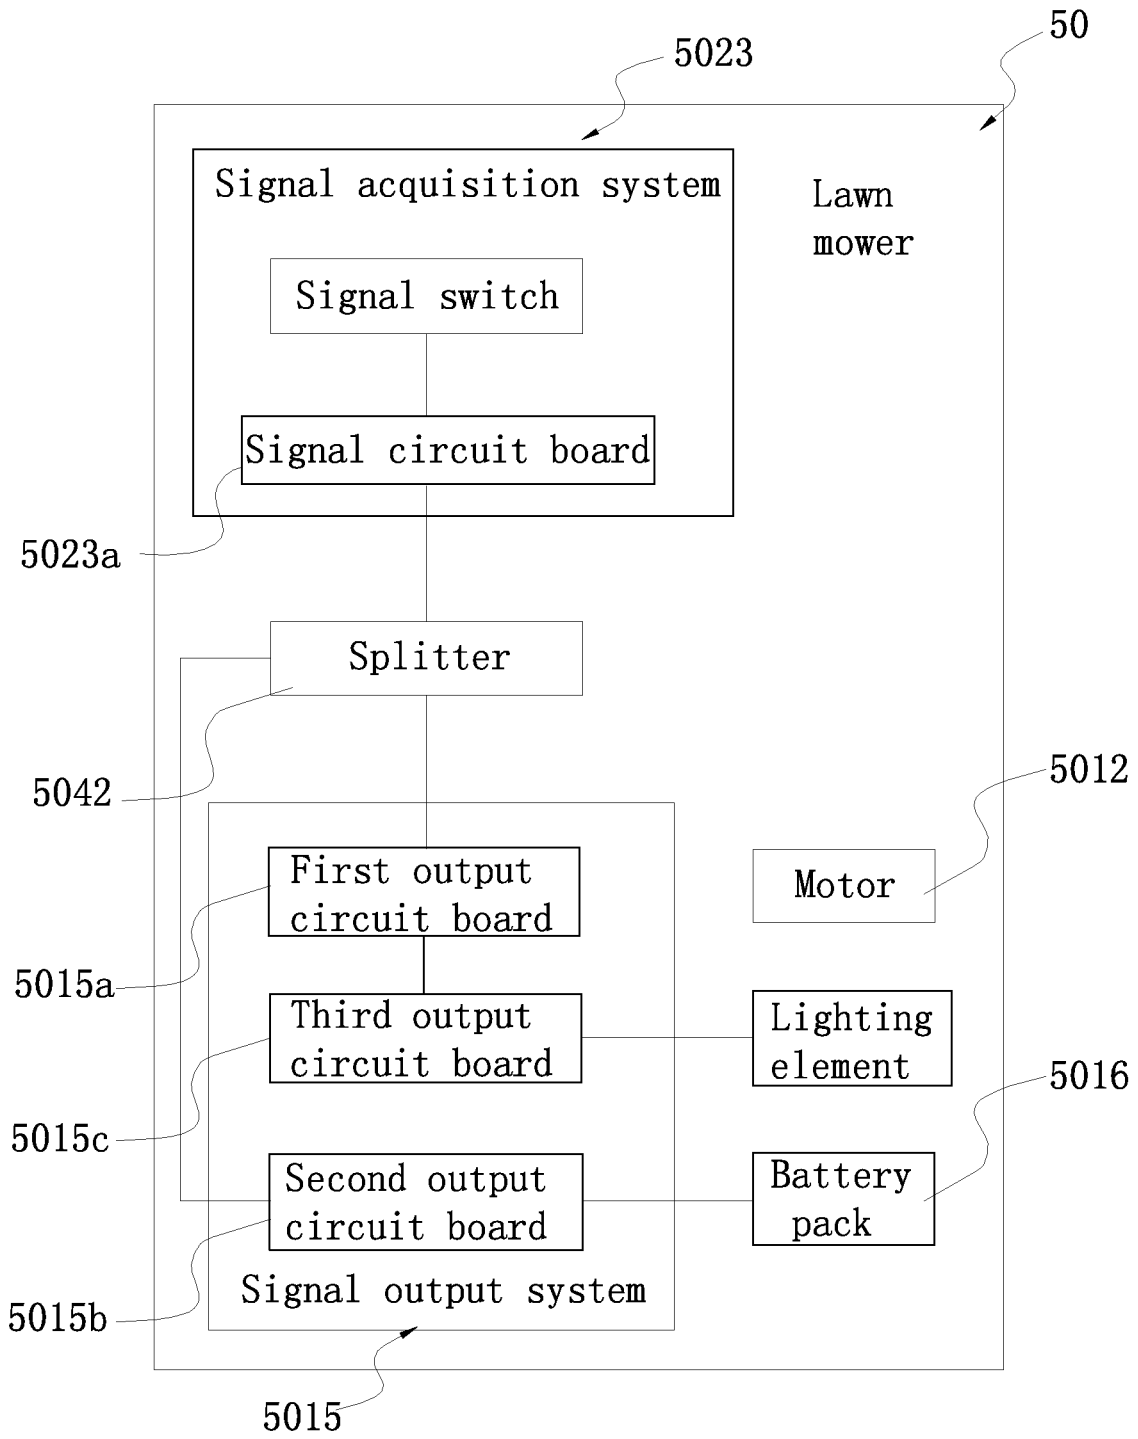 50
5023
Signal acquisition system
Lawn
mower
Signal switch
Signal circuit board
5023a
Splitter
5042
5012
First output
circuit board
Motor
5015a
Third output
circuit board
Lighting
element
5016
5015c
Second output
circuit board
Battery
pack
Signal output system
5015b
5015